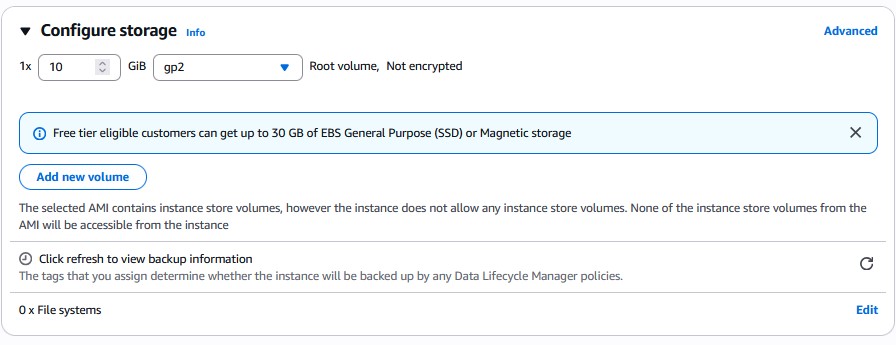 Configure storage Info Advanced
1x 10 GiB gp2 Root volume, Not encrypted
Free tier eligible customers can get up to 30 GB of EBS General Purpose (SSD) or Magnetic storage
Add new volume
The selected AMI contains instance store volumes, however the instance does not allow any instance store volumes. None of the instance store volumes from the
AMI will be accessible from the instance
Click refresh to view backup information
The tags that you assign determine whether the instance will be backed up by any Data Lifecycle Manager policies.
0 x File systems Edit